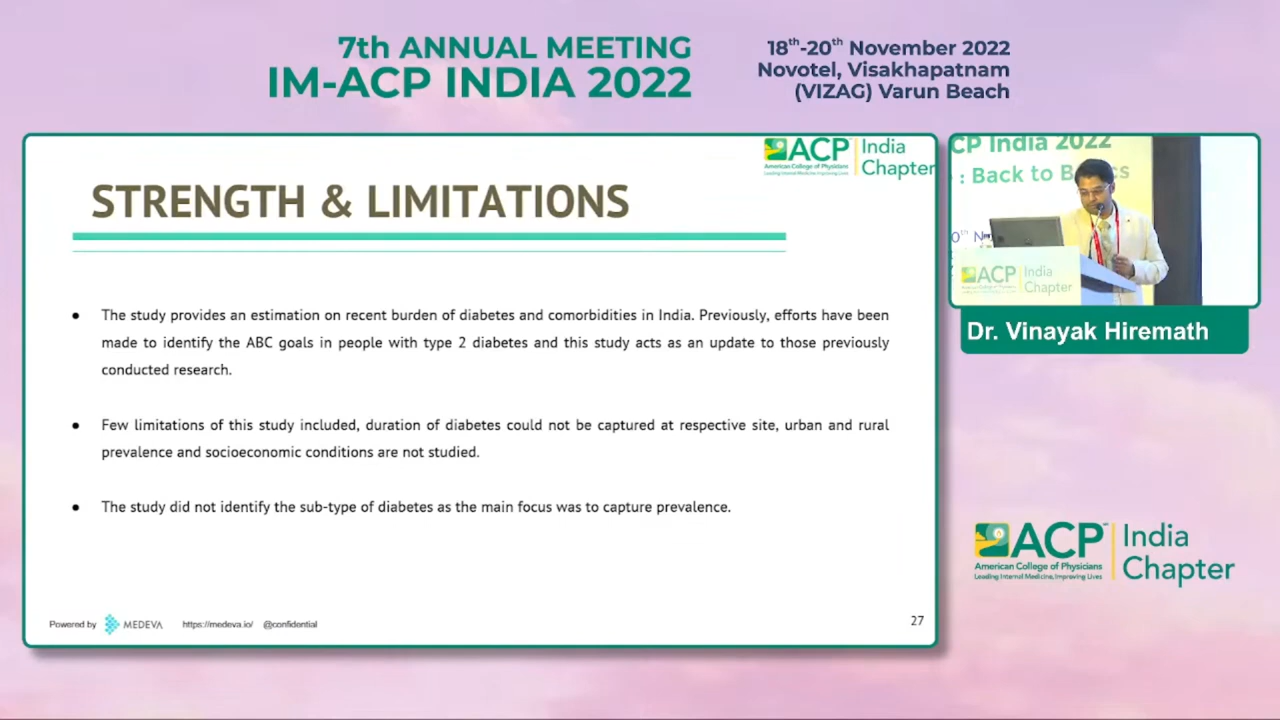 7th ANNUAL MEETING
IM-ACP INDIA 2022
18th-20th November 2022
Novotel, Visakhapatnam
(VIZAG) Varun Beach
ACP India
American College of Physicians Chapter
Leading Internal Medicine, Improving Lives
STRENGTH & LIMITATIONS
● The study provides an estimation on recent burden of diabetes and comorbidities in India. Previously, efforts have been
made to identify the ABC goals in people with type 2 diabetes and this study acts as an update to those previously
conducted research.
● Few limitations of this study included, duration of diabetes could not be captured at respective site, urban and rural
prevalence and socioeconomic conditions are not studied.
● The study did not identify the sub-type of diabetes as the main focus was to capture prevalence.
Powered by MEDEVA https://medeva.io/ @confidential
27
CP India 2022
: Back to B cs
0th N
ACP India
Chapter
Dr. Vinayak Hiremath
ACP India
American College of Physicians Chapter
Leading Internal Medicine, Improving Lives